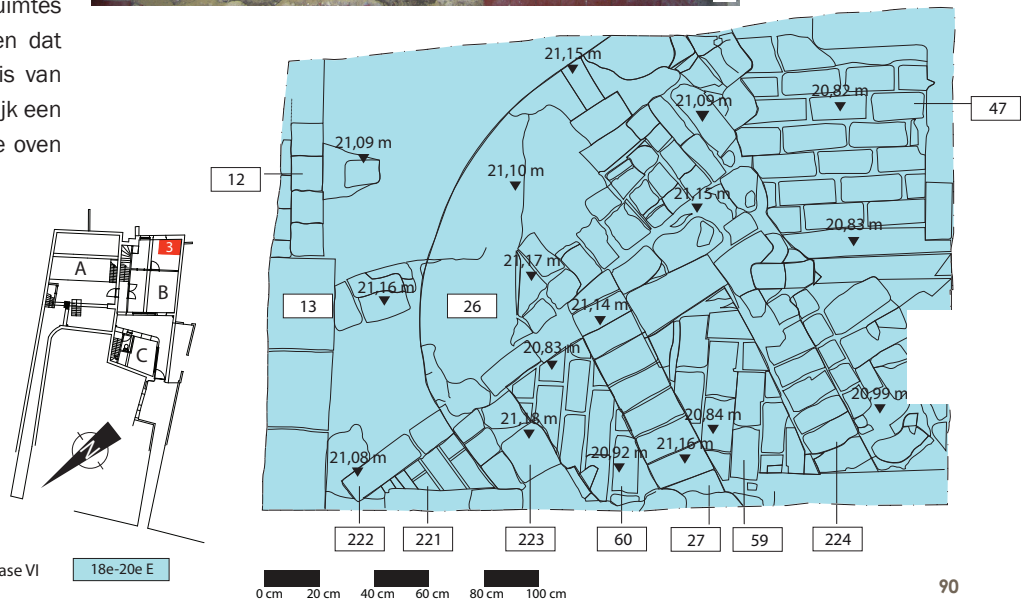 uimtes
en dat
is van
ijk een
e oven
21,15 m
20,82 m
21,09 m
47
21,09 m
12
21,10 m
21,15 m
20,83 m
3
A
B
C
N
21,17 m
21,16 m
13
26
21,14 m
20,83 m
20,99 m
21,18 m
20,84 m
21,08 m
20,92 m
21,16 m
222
221
223
60
27
59
224
ase VI
18e-20e E
0 cm 20 cm 40 cm 60 cm 80 cm 100 cm
90